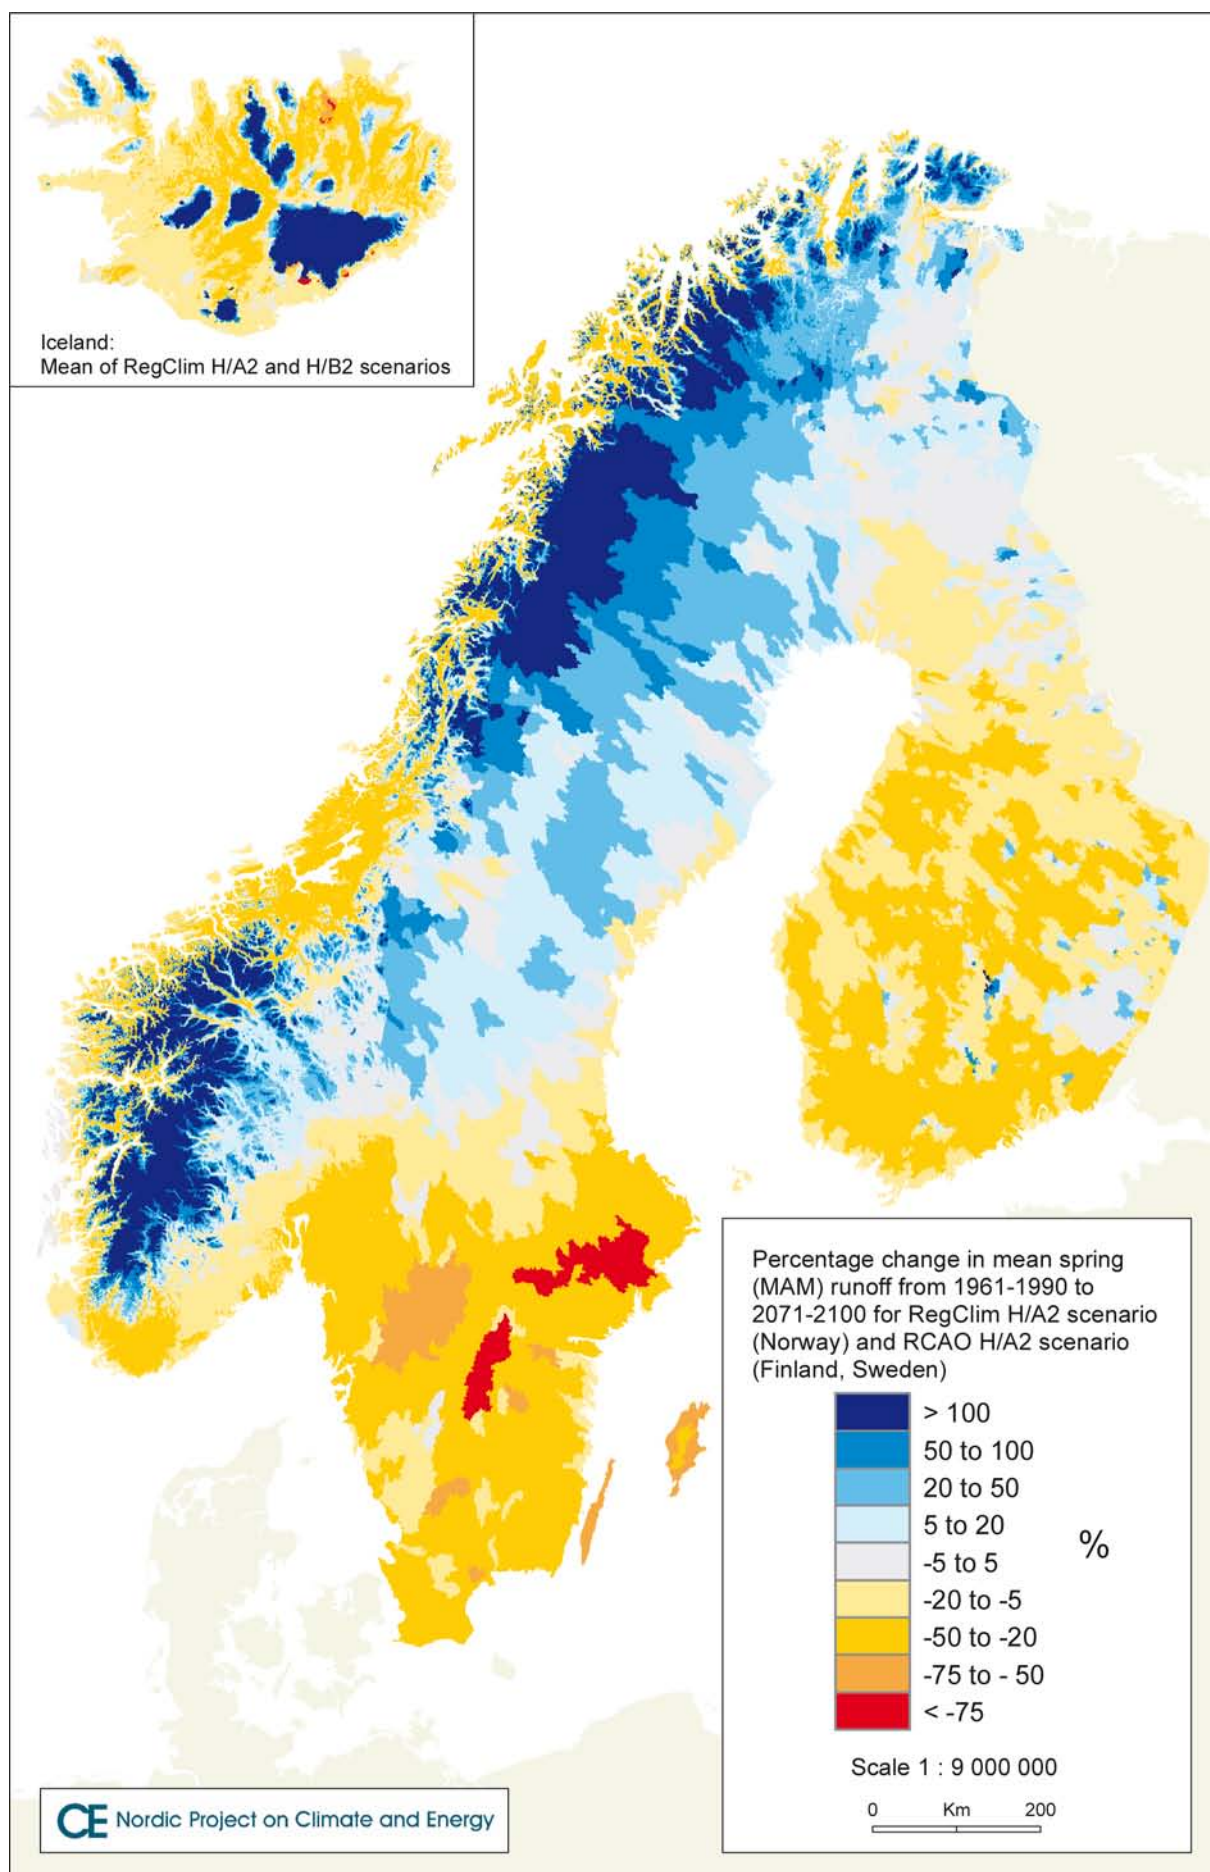 Iceland:
Mean of RegClim H/A2 and H/B2 scenarios
Percentage change in mean spring
(MAM) runoff from 1961-1990 to
2071-2100 for RegClim H/A2 scenario
(Norway) and RCAO H/A2 scenario
(Finland, Sweden)
> 100
50 to 100
20 to 50
5 to 20
-5 to 5
%
-20 to -5
-50 to -20
-75 to - 50
< -75
Scale 1 : 9 000 000
0 Km 200
CE Nordic Project on Climate and Energy